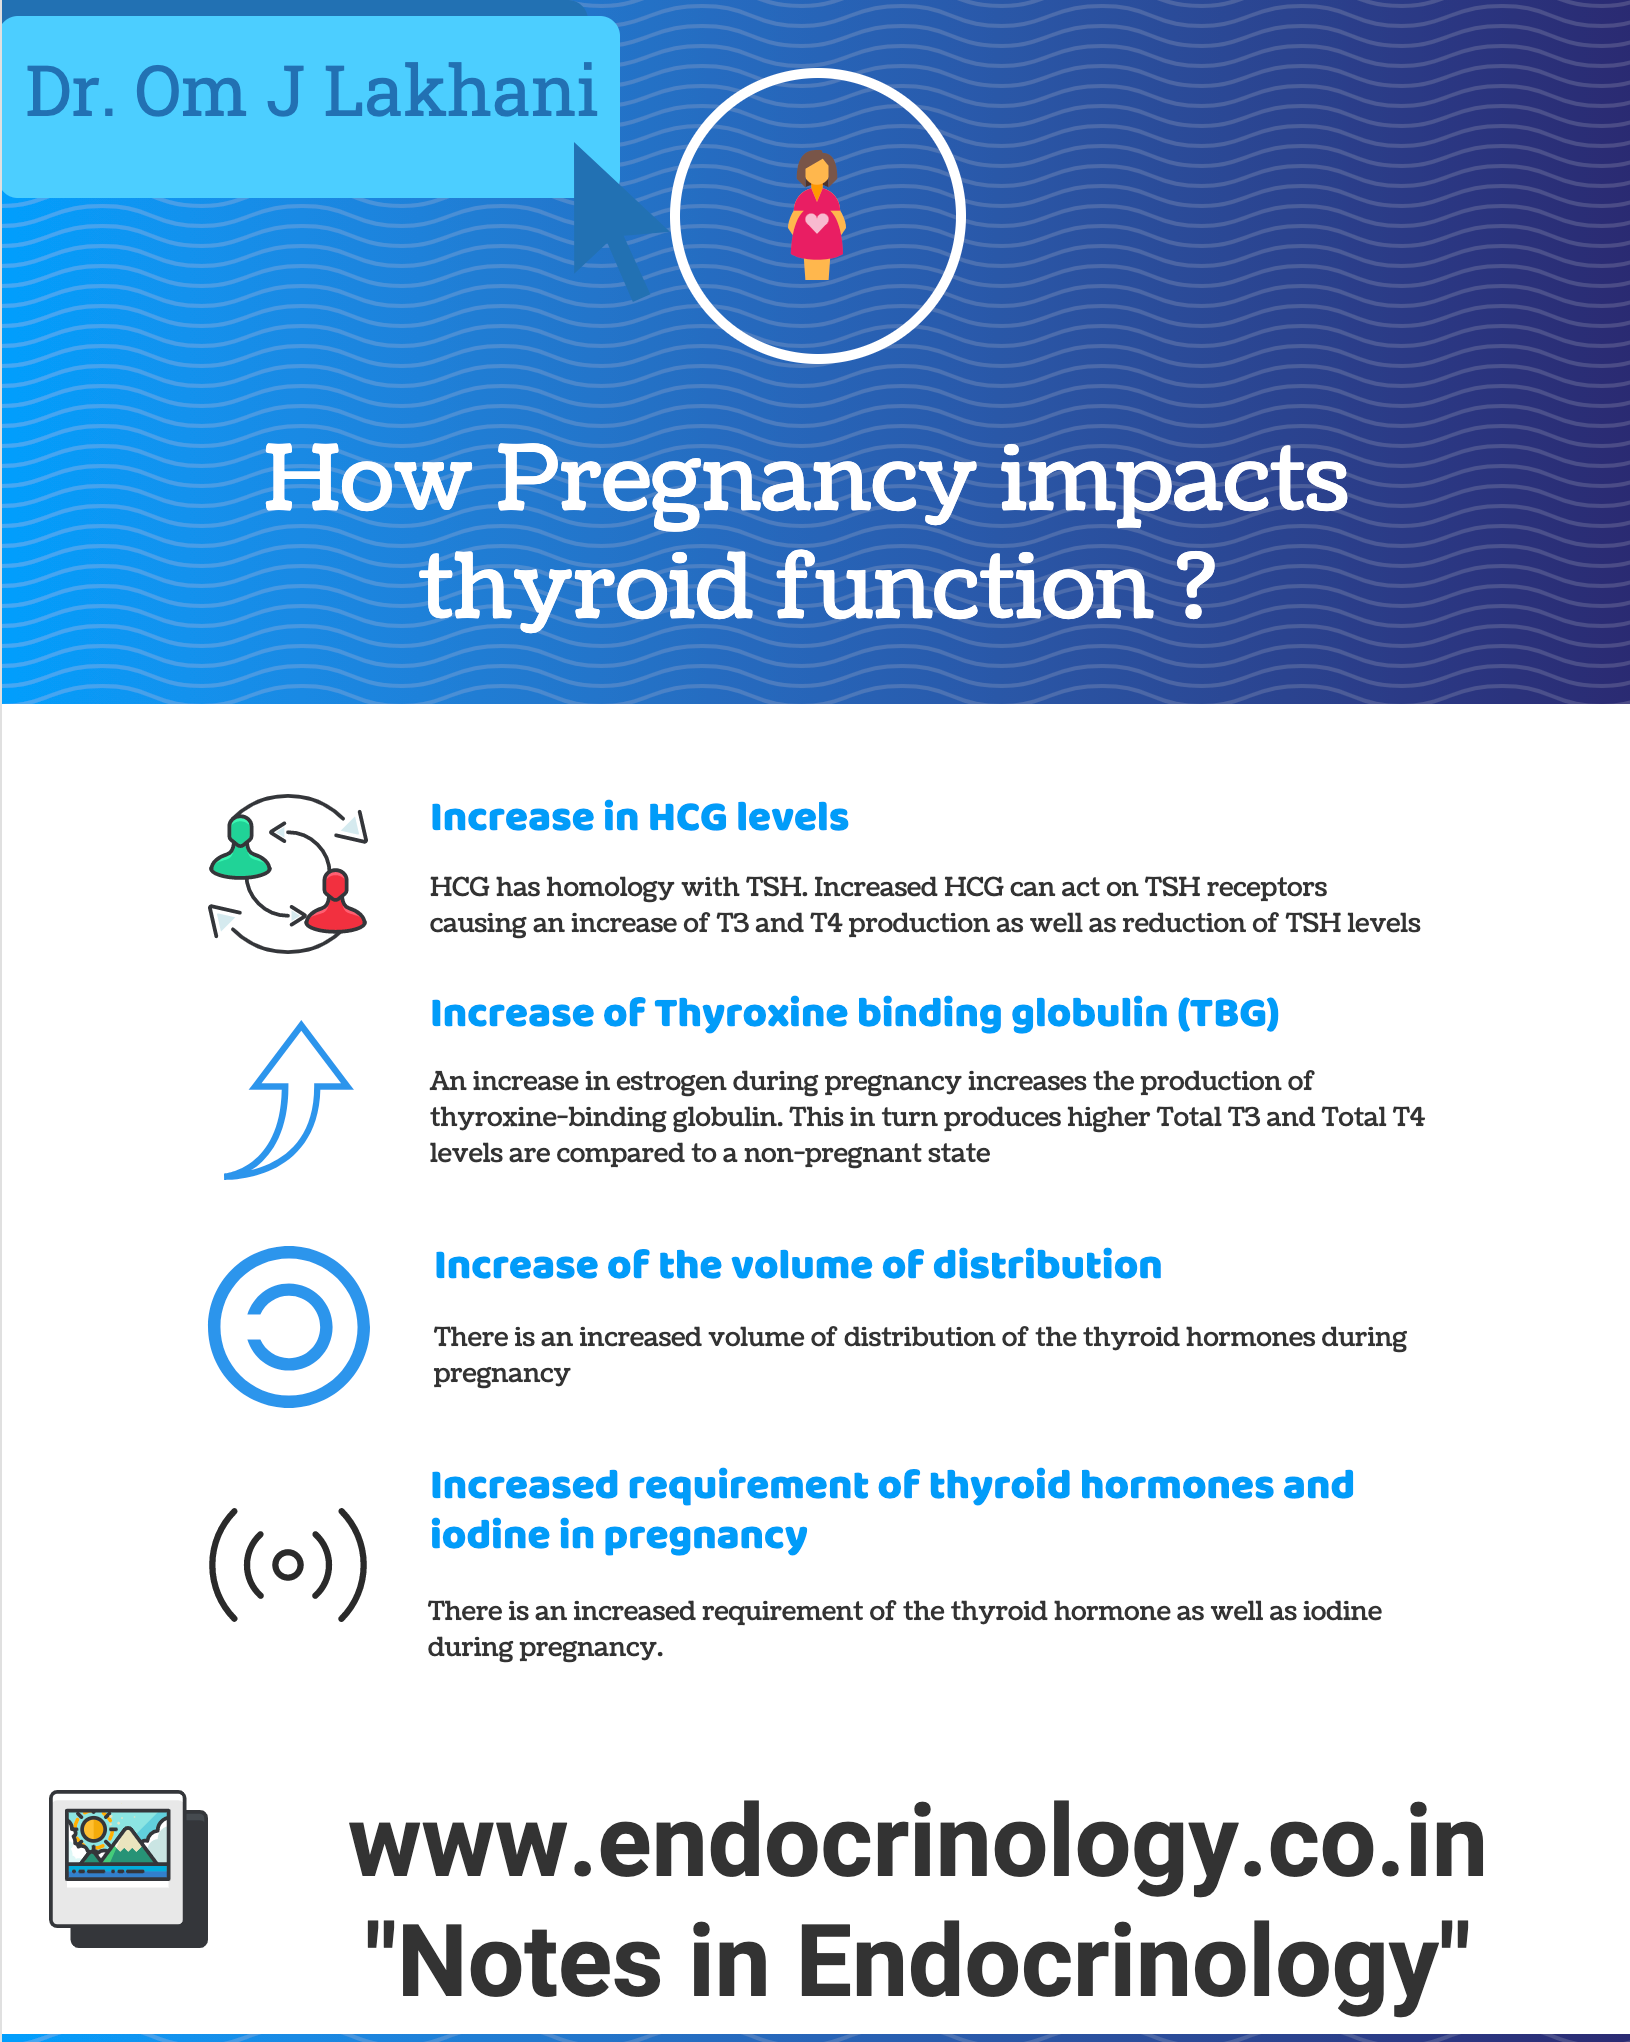 Dr. Om J Lakhani
How Pregnancy impacts
thyroid function ?
Increase in HCG levels
HCG has homology with TSH. Increased HCG can act on TSH receptors
causing an increase of T3 and T4 production as well as reduction of TSH levels
Increase of Thyroxine binding globulin (TBG)
An increase in estrogen during pregnancy increases the production of
thyroxine-binding globulin. This in turn produces higher Total T3 and Total T4
levels are compared to a non-pregnant state
Increase of the volume of distribution
There is an increased volume of distribution of the thyroid hormones during
pregnancy
Increased requirement of thyroid hormones and
iodine in pregnancy
There is an increased requirement of the thyroid hormone as well as iodine
during pregnancy.
www.endocrinology.co.in
"Notes in Endocrinology"